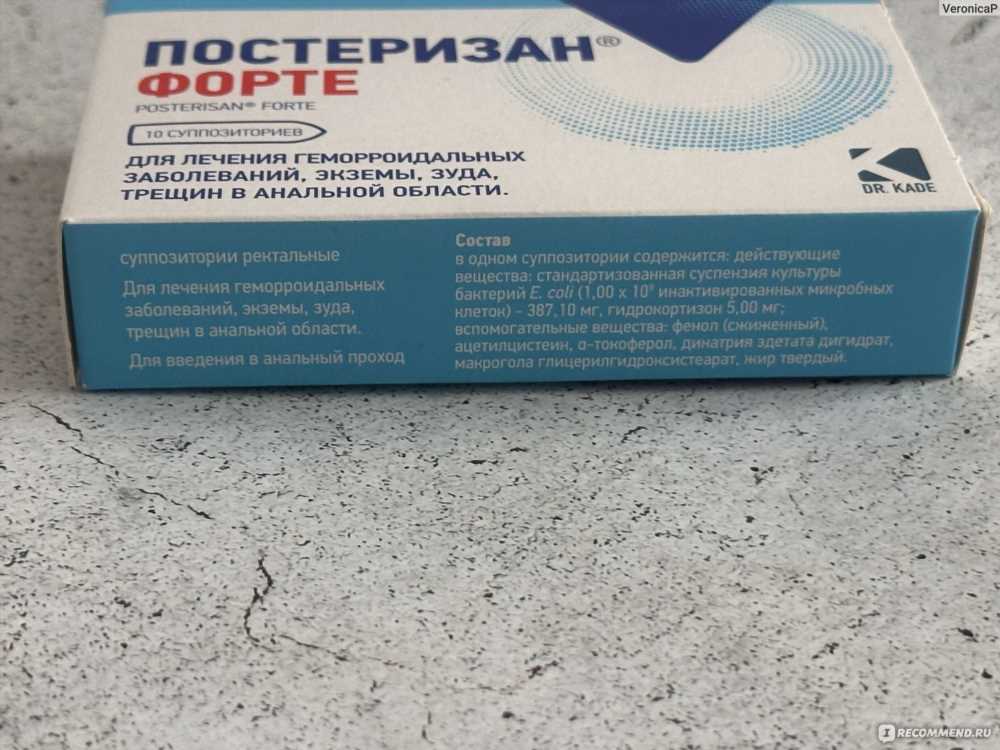 VeronicaP
ПОСТЕРИЗАН®
ФОРТЕ
POSTERISAN® FORTE
10 СУППОЗИТОРИЕВ
ДЛЯ ЛЕЧЕНИЯ ГЕМОРРОИДАЛЬНЫХ
ЗАБОЛЕВАНИЙ, ЭКЗЕМЫ, ЗУДА,
ТРЕЩИН В АНАЛЬНОЙ ОБЛАСТИ.
DR. KADE
суппозитории ректальные
Для лечения геморроидальных
заболеваний, экземы, зуда,
трещин в анальной области.
Для введения в анальный проход
Состав
в одном суппозитории содержится: действующие
вещества: стандартизованная суспензия культуры
бактерий E. coli (1,00 x 10⁹ инактивированных микробных
клеток) – 387,10 мг, гидрокортизон 5,00 мг;
вспомогательные вещества: фенол (сжиженный),
ацетилцистеин, α-токоферол, динатрия эдетата дигидрат,
макрогола глицерилгидроксистеарат, жир твердый.
IRECOMMEND.RU